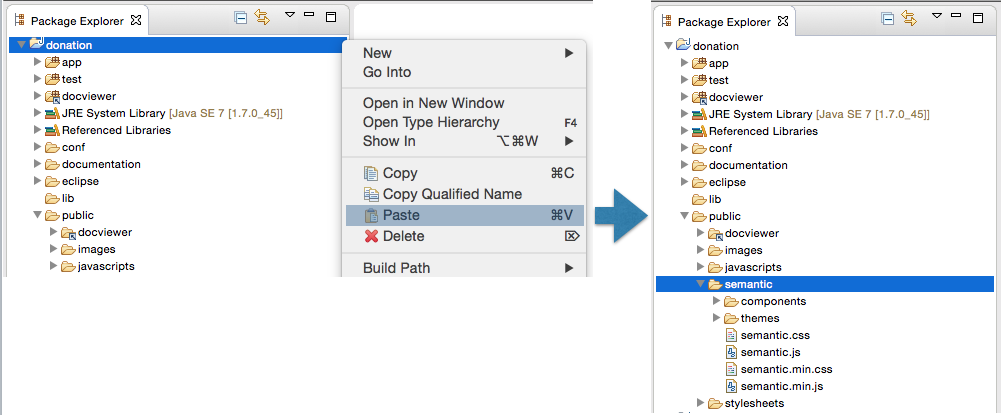 Package Explorer
donation
app
test
docviewer
JRE System Library [Java SE 7 [1.7.0_45]]
Referenced Libraries
conf
documentation
eclipse
lib
public
docviewer
images
javascripts
New
Go Into
Open in New Window
Open Type Hierarchy F4
Show In ⌥⌘W
Copy ⌘C
Copy Qualified Name
Paste ⌘V
Delete ⌦
Build Path
Package Explorer
donation
app
test
docviewer
JRE System Library [Java SE 7 [1.7.0_45]]
Referenced Libraries
conf
documentation
eclipse
lib
public
docviewer
images
javascripts
semantic
components
themes
semantic.css
semantic.js
semantic.min.css
semantic.min.js
stylesheets